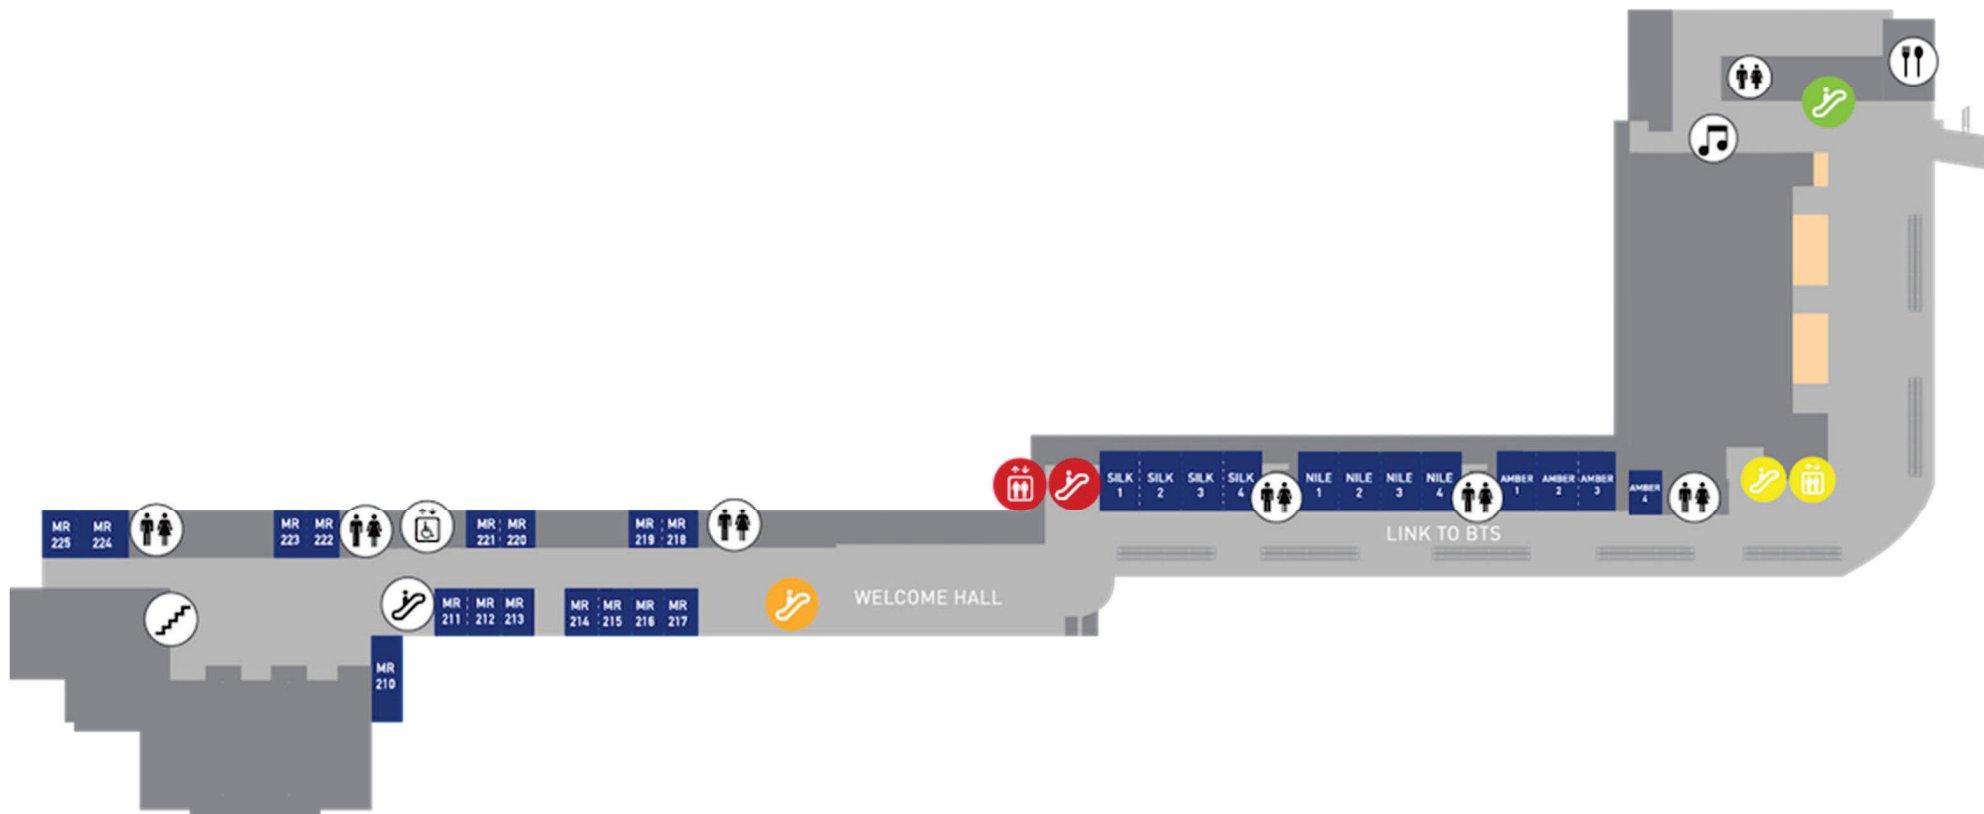 SILK 1
SILK 2
SILK 3
SILK 4
NILE 1
NILE 2
NILE 3
NILE 4
AMBER 1
AMBER 2
AMBER 3
AMBER 4
LINK TO BTS
MR 225
MR 224
MR 223
MR 222
MR 221
MR 220
MR 219
MR 218
WELCOME HALL
MR 211
MR 212
MR 213
MR 214
MR 215
MR 216
MR 217
MR 210